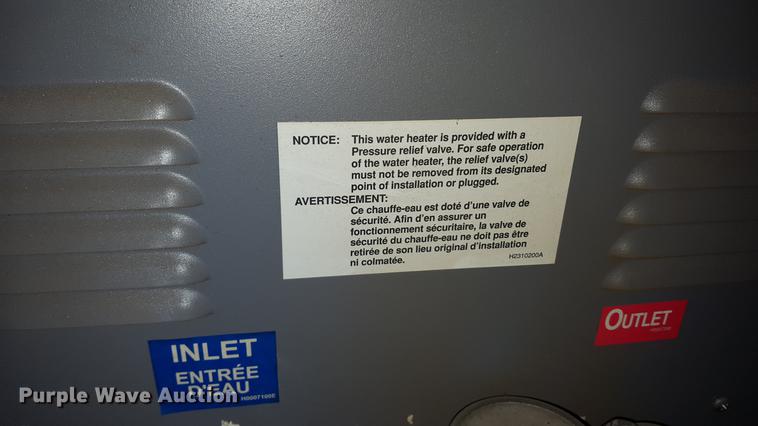 NOTICE: This water heater is provided with a
Pressure relief valve. For safe operation
of the water heater, the relief valve(s)
must not be removed from its designated
point of installation or plugged.
AVERTISSEMENT:
Ce chauffe-eau est doté d'une valve de
sécurité. Afin d'en assurer un
fonctionnement sécuritaire, la valve de
sécurité du chauffe-eau ne doit pas être
retirée de son lieu original d'installation
ni colmatée.
H2310200A
OUTLET
INLET
ENTRÉE
D'EAU
H0007100E
Purple Wave Auction